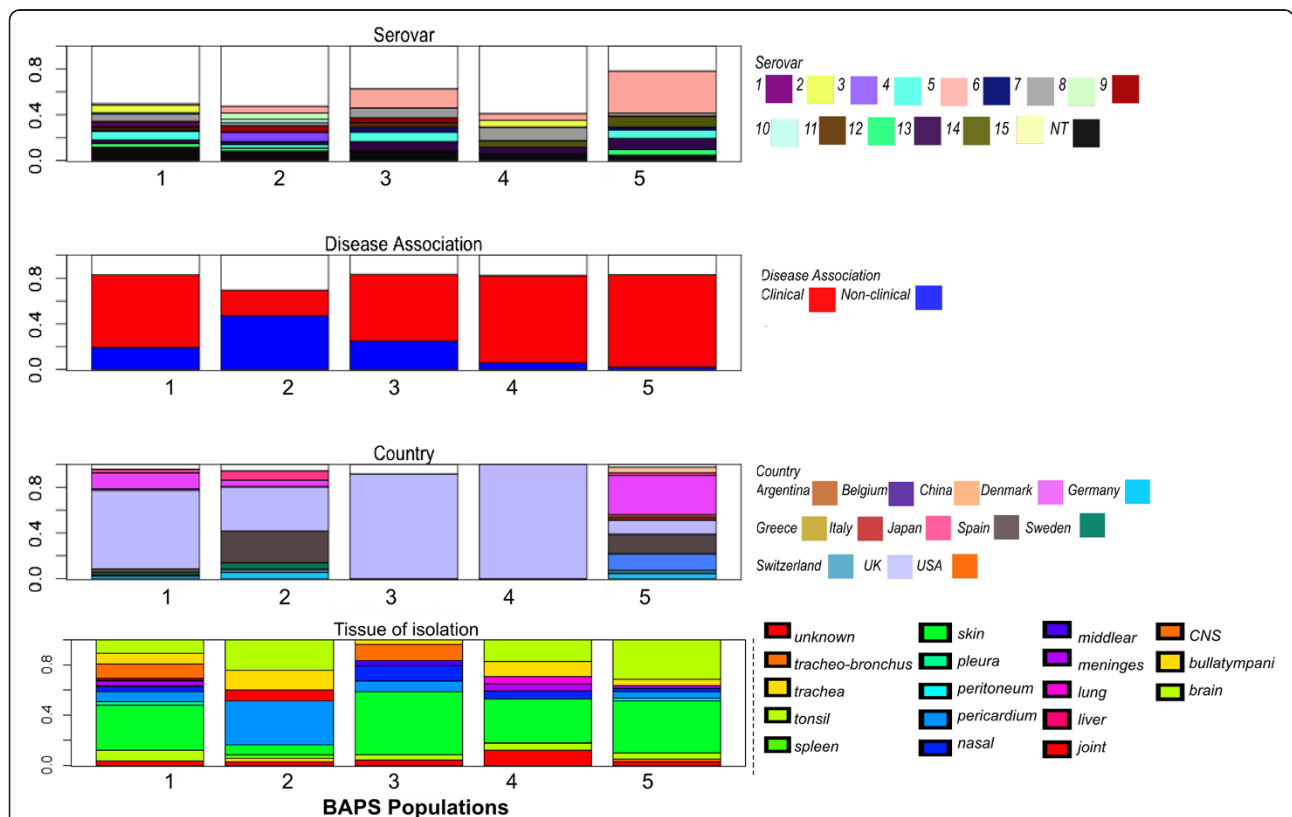 Serovar
0.8
0.4
0.0
1 2 3 4 5
Serovar
1 2 3 4 5 6 7 8 9
10 11 12 13 14 15 NT
Disease Association
0.8
0.4
0.0
1 2 3 4 5
Disease Association
Clinical Non-clinical
Country
0.8
0.4
0.0
1 2 3 4 5
Country
Argentina Belgium China Denmark Germany
Greece Italy Japan Spain Sweden
Switzerland UK USA
Tissue of isolation
0.8
0.4
0.0
1 2 3 4 5
BAPS Populations
unknown
tracheo-bronchus
trachea
tonsil
spleen
skin
pleura
peritoneum
pericardium
nasal
middlear
meninges
lung
liver
joint
CNS
bullatympani
brain